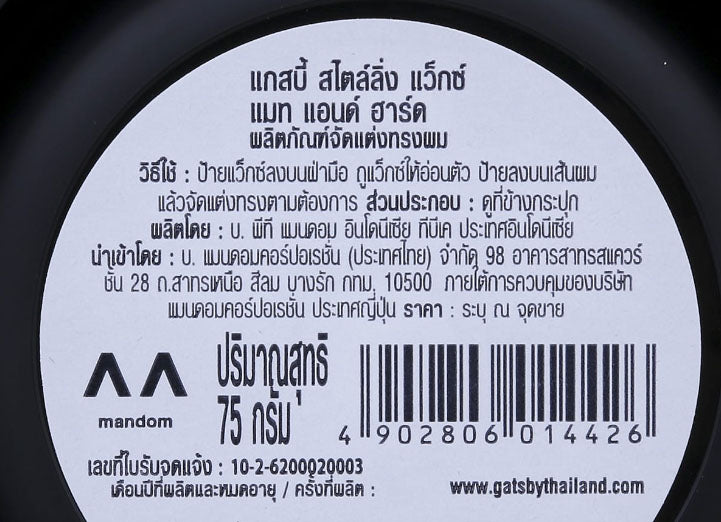 แกสบี้ สไตล์ลิ่ง แว็กซ์
แมท แอนด์ ฮาร์ด
ผลิตภัณฑ์จัดแต่งทรงผม
วิธีใช้ : ป้ายแว็กซ์ลงบนฝ่ามือ ถูแว็กซ์ให้อ่อนตัว ป้ายลงบนเส้นผม
แล้วจัดแต่งทรงตามต้องการ ส่วนประกอบ : ดูที่ข้างกระปุก
ผลิตโดย : บ. พีที แมนดอม อินโดนีเซีย ทีบีเค ประเทศอินโดนีเซีย
นำเข้าโดย : บ. แมนดอมคอร์ปอเรชั่น (ประเทศไทย) จำกัด 98 อาคารสาทรสแควร์
ชั้น 28 ถ.สาทรเหนือ สีลม บางรัก กทม. 10500 ภายใต้การควบคุมของบริษัท
แมนดอมคอร์ปอเรชั่น ประเทศญี่ปุ่น ราคา : ระบุ ณ จุดขาย
mandom
ปริมาณสุทธิ
75 กรัม
4 902806 014426
เลขที่ใบรับจดแจ้ง : 10-2-6200020003
เดือนปีที่ผลิตและหมดอายุ / ครั้งที่ผลิต :
www.gatsbythailand.com